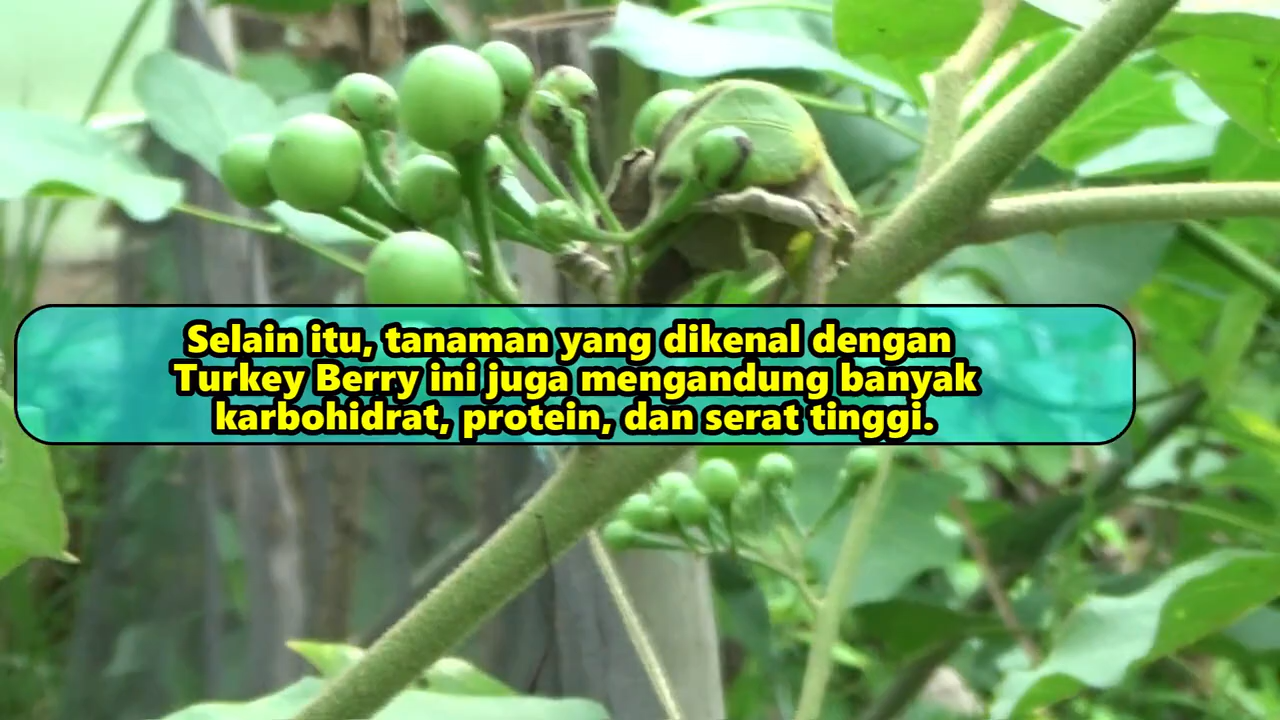 Selain itu, tanaman yang dikenal dengan
Turkey Berry ini juga mengandung banyak
karbohidrat, protein, dan serat tinggi.